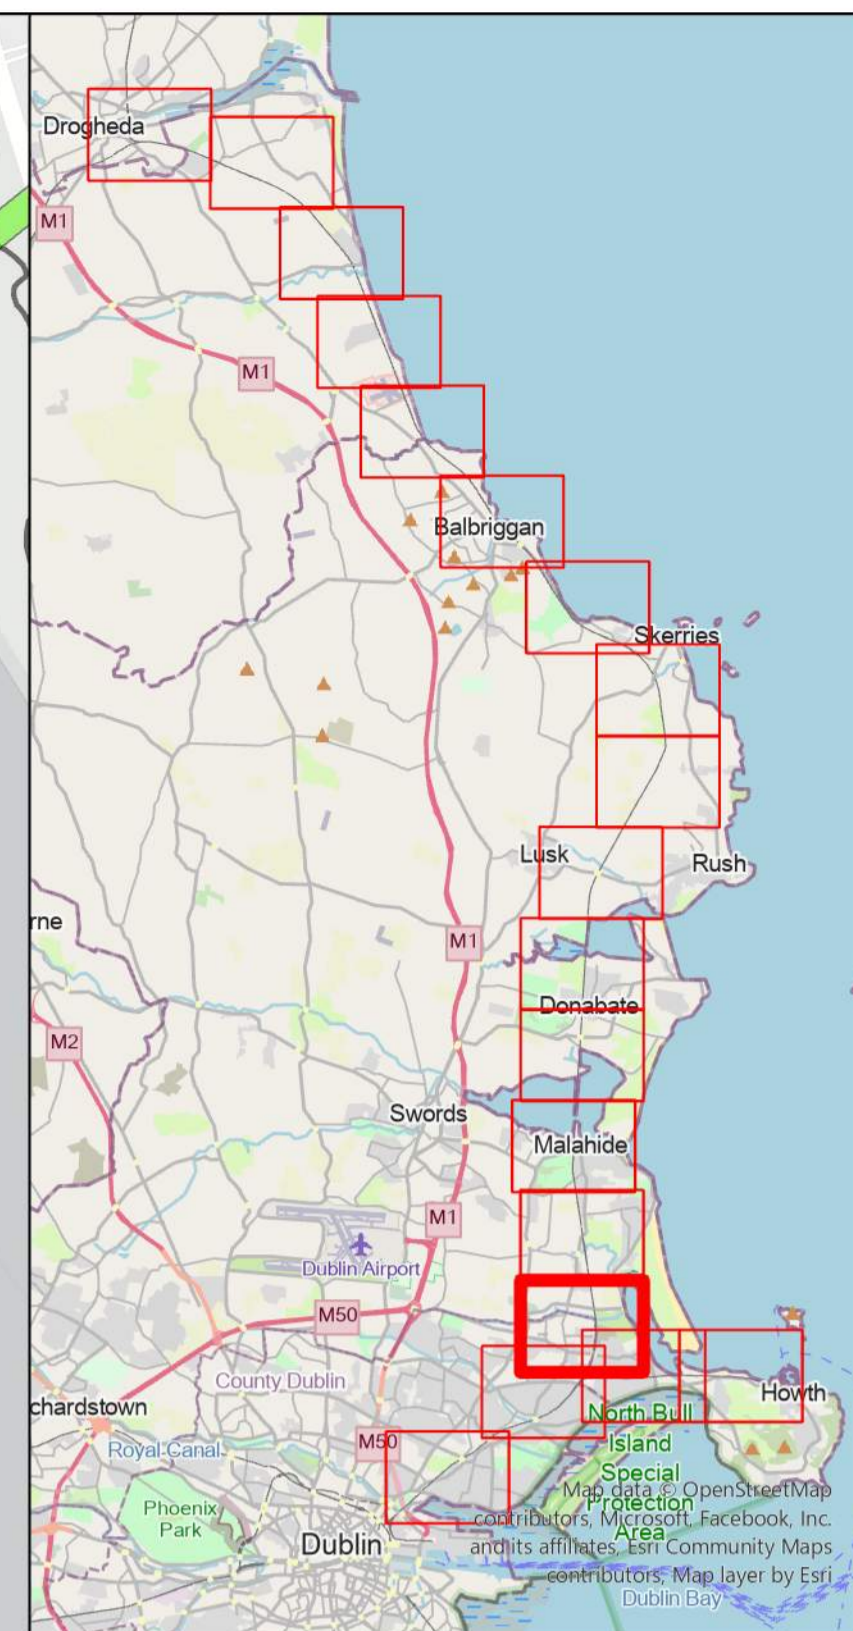 Drogheda
M1
M1
Balbriggan
Skerries
Lusk
Rush
rne
M1
Donabate
M2
Swords
Malahide
M1
Dublin Airport
M50
County Dublin
chardstown
Howth
M50
North Bull
Island
Special
Protection
Area
Royal Canal
Phoenix
Park
Dublin
Map data © OpenStreetMap
contributors, Microsoft, Facebook, Inc.
and its affiliates, Esri Community Maps
contributors, Map layer by Esri
Dublin Bay